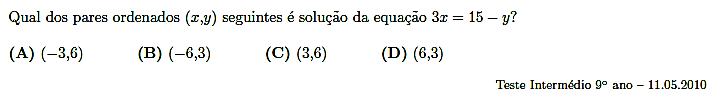 Qual dos pares ordenados (x,y) seguintes é solução da equação 3x = 15 − y?
(A) (−3,6) (B) (−6,3) (C) (3,6) (D) (6,3)
Teste Intermédio 9º ano – 11.05.2010